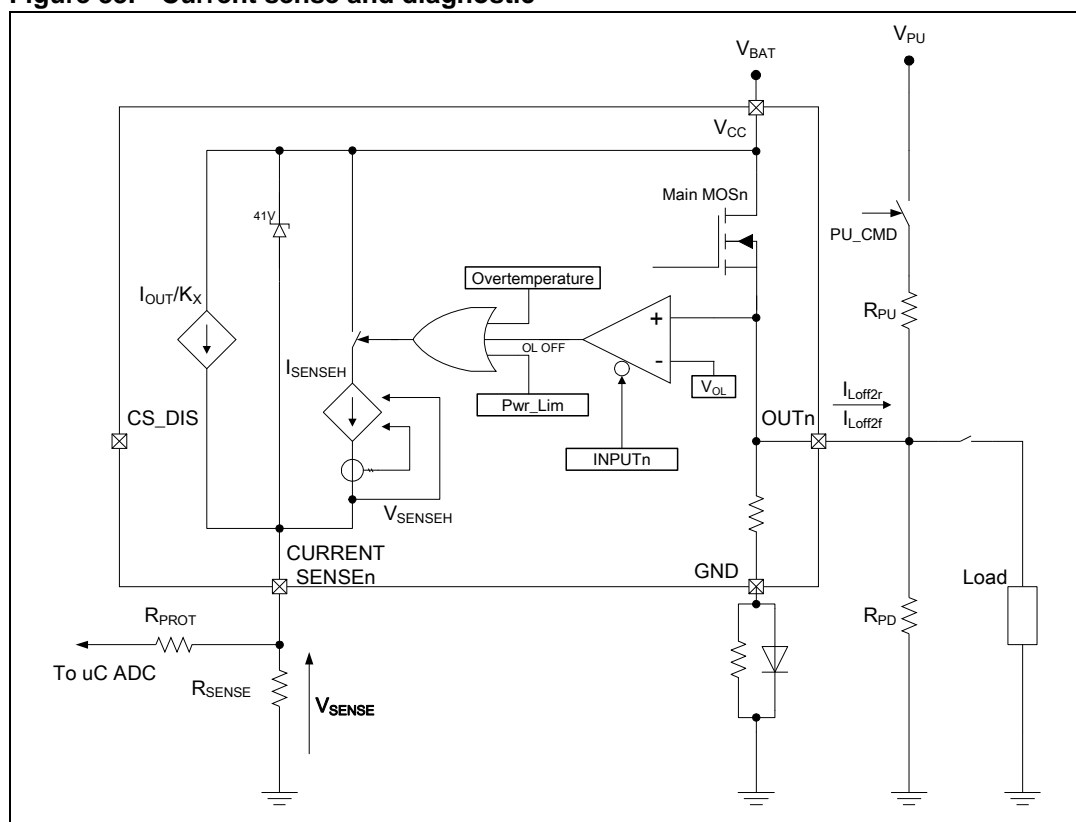 Figure 33. Current sense and diagnostic
VBAT
VPU
VCC
Main MOSn
41V
PU_CMD
Overtemperature
IOUT/KX
RPU
+
OL OFF
-
ISENSEH
VOL
Pwr_Lim
ILoff2r
OUTn
ILoff2f
CS_DIS
INPUTn
VSENSEH
CURRENT
SENSEn
GND
Load
RPROT
RPD
To uC ADC
RSENSE
VSENSE